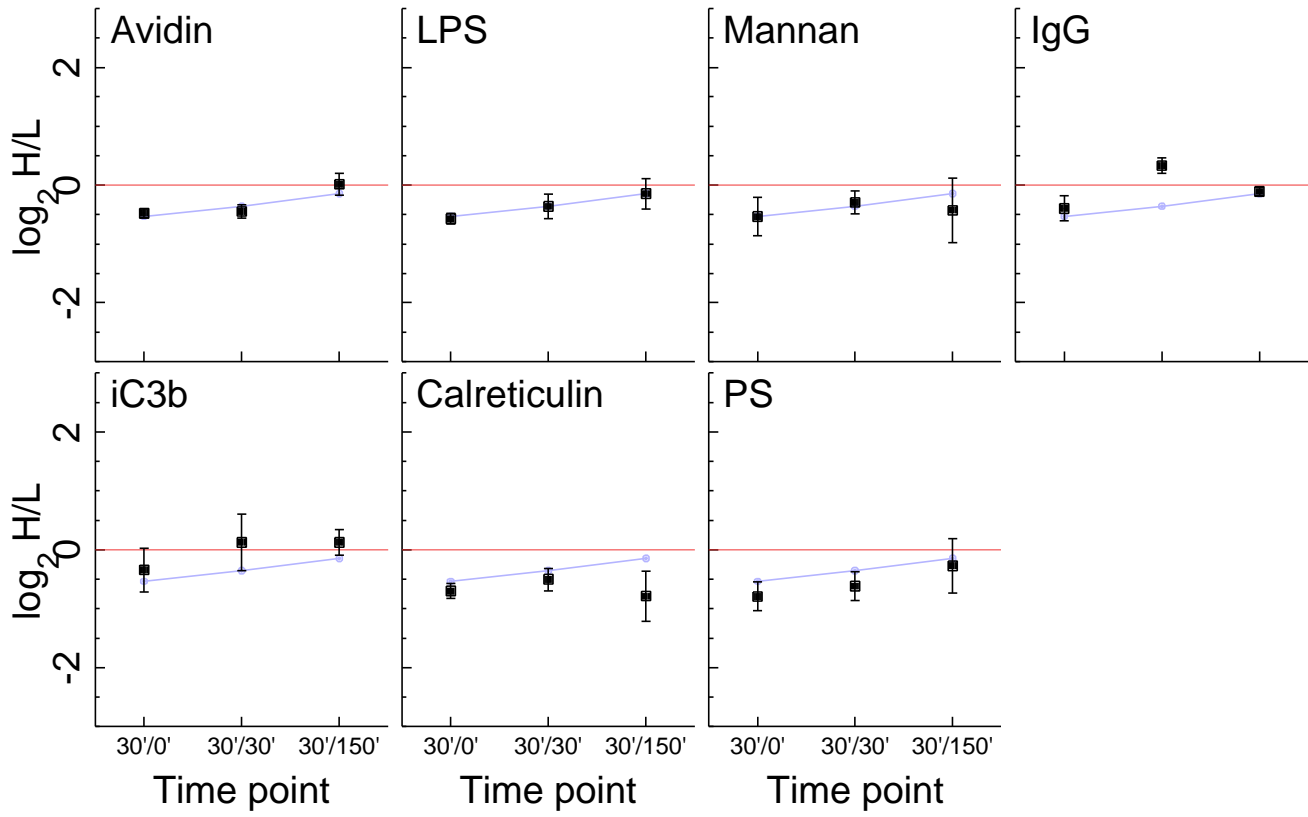 Avidin
LPS
Mannan
IgG
log2 H/L
2
0
-2
iC3b
Calreticulin
PS
log2 H/L
2
0
-2
30'/0' 30'/30' 30'/150'
30'/0' 30'/30' 30'/150'
30'/0' 30'/30' 30'/150'
Time point
Time point
Time point